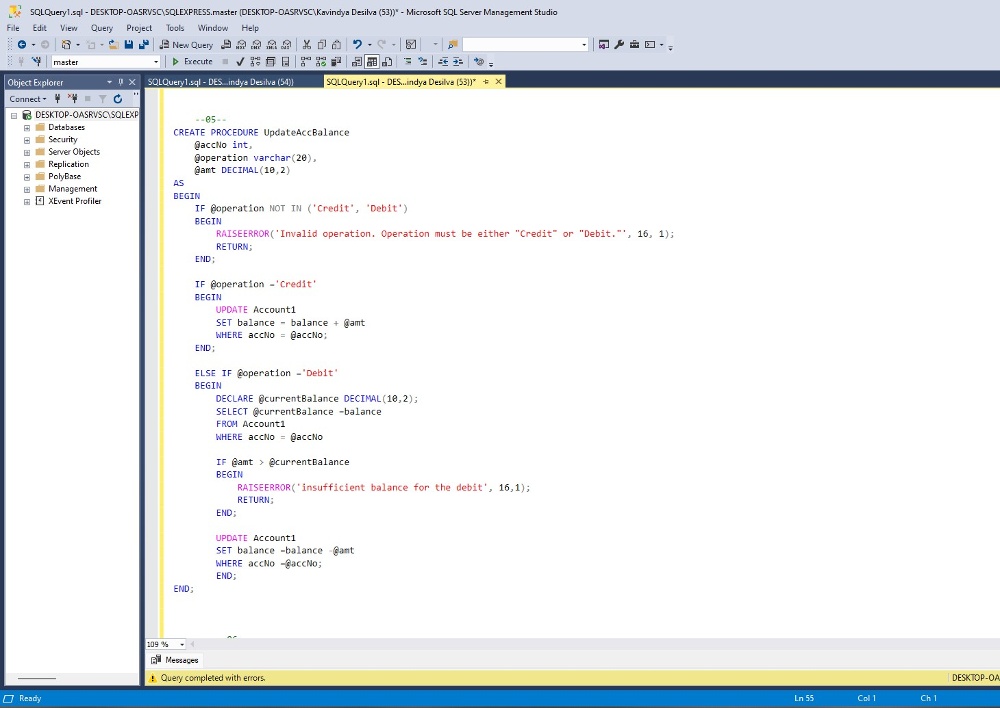 SQLQuery1.sql - DESKTOP-OASRVSC\SQLEXPRESS.master (DESKTOP-OASRVSC\Kavindya Desilva (53))* - Microsoft SQL Server Management Studio
File Edit View Query Project Tools Window Help
New Query MDX DMX XMLA DAX
master Execute
Object Explorer
SQLQuery1.sql - DES...indya Desilva (54))
SQLQuery1.sql - DES...indya Desilva (53))*
Connect
DESKTOP-OASRVSC\SQLEXP
Databases
Security
Server Objects
Replication
PolyBase
Management
XEvent Profiler
--05--
CREATE PROCEDURE UpdateAccBalance
@accNo int,
@operation varchar(20),
@amt DECIMAL(10,2)
AS
BEGIN
IF @operation NOT IN ('Credit', 'Debit')
BEGIN
RAISEERROR('Invalid operation. Operation must be either "Credit" or "Debit."', 16, 1);
RETURN;
END;
IF @operation ='Credit'
BEGIN
UPDATE Account1
SET balance = balance + @amt
WHERE accNo = @accNo;
END;
ELSE IF @operation ='Debit'
BEGIN
DECLARE @currentBalance DECIMAL(10,2);
SELECT @currentBalance =balance
FROM Account1
WHERE accNo = @accNo
IF @amt > @currentBalance
BEGIN
RAISEERROR('insufficient balance for the debit', 16,1);
RETURN;
END;
UPDATE Account1
SET balance =balance -@amt
WHERE accNo =@accNo;
END;
END;
109 %
Messages
Query completed with errors.
DESKTOP-OA
Ready
Ln 55 Col 1 Ch 1